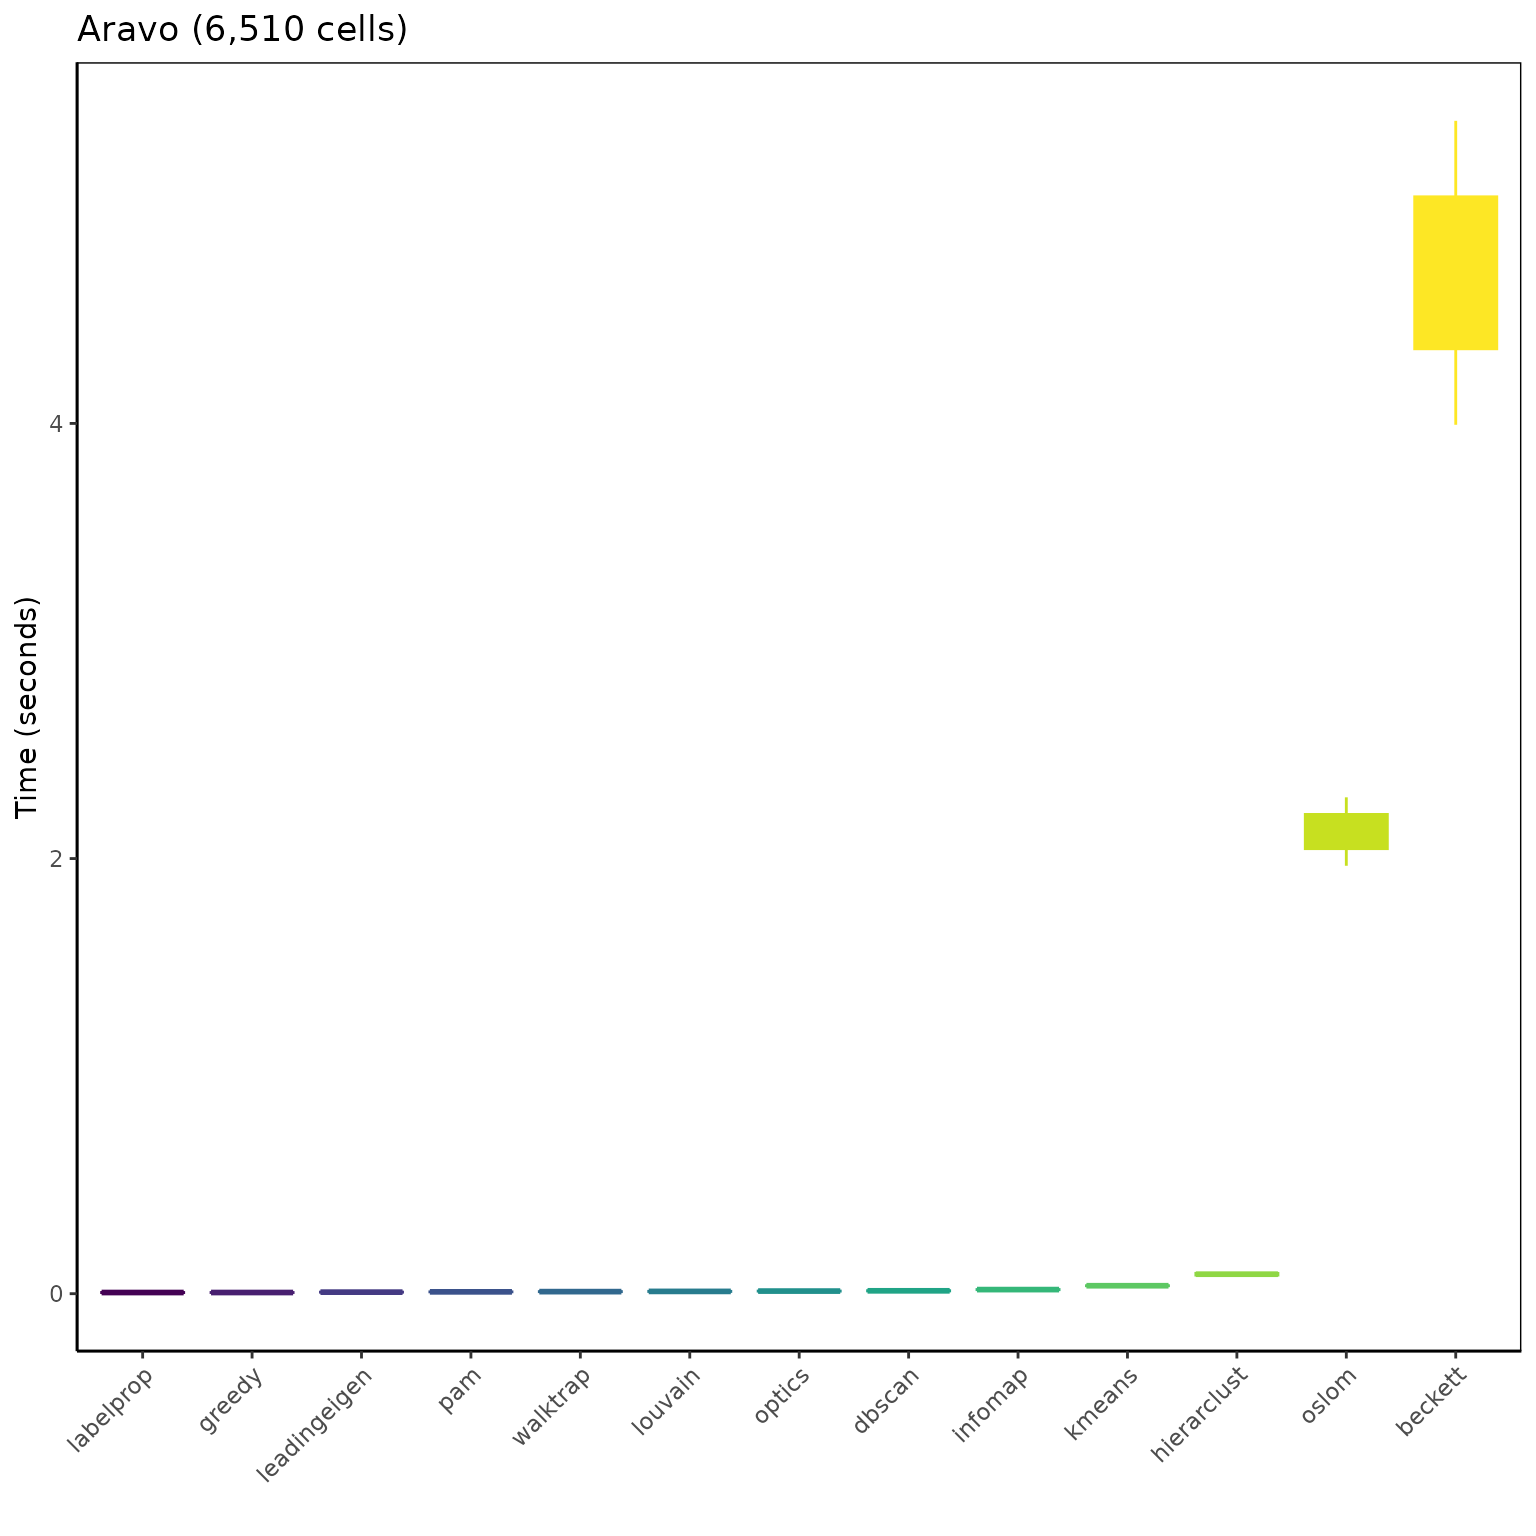 Aravo (6,510 cells)
Time (seconds)
4
2
0
labelprop
greedy
leadingeigen
pam
walktrap
louvain
optics
dbscan
infomap
kmeans
hierarclust
oslom
beckett